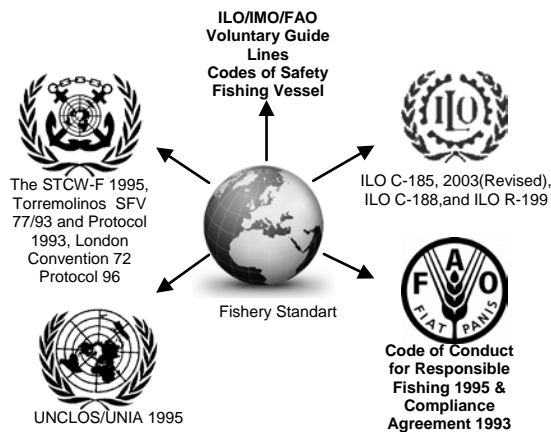 ILO/IMO/FAO
Voluntary Guide
Lines
Codes of Safety
Fishing Vessel
The STCW-F 1995,
Torremolinos SFV
77/93 and Protocol
1993, London
Convention 72
Protocol 96
ILO
ILO C-185, 2003(Revised),
ILO C-188,and ILO R-199
Fishery Standart
UNCLOS/UNIA 1995
F A O
FIAT PANIS
Code of Conduct
for Responsible
Fishing 1995 &
Compliance
Agreement 1993